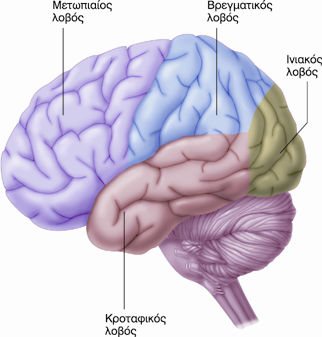 Μετωπιαίος
λοβός
Βρεγματικός
λοβός
Ινιακός
λοβός
Κροταφικός
λοβός